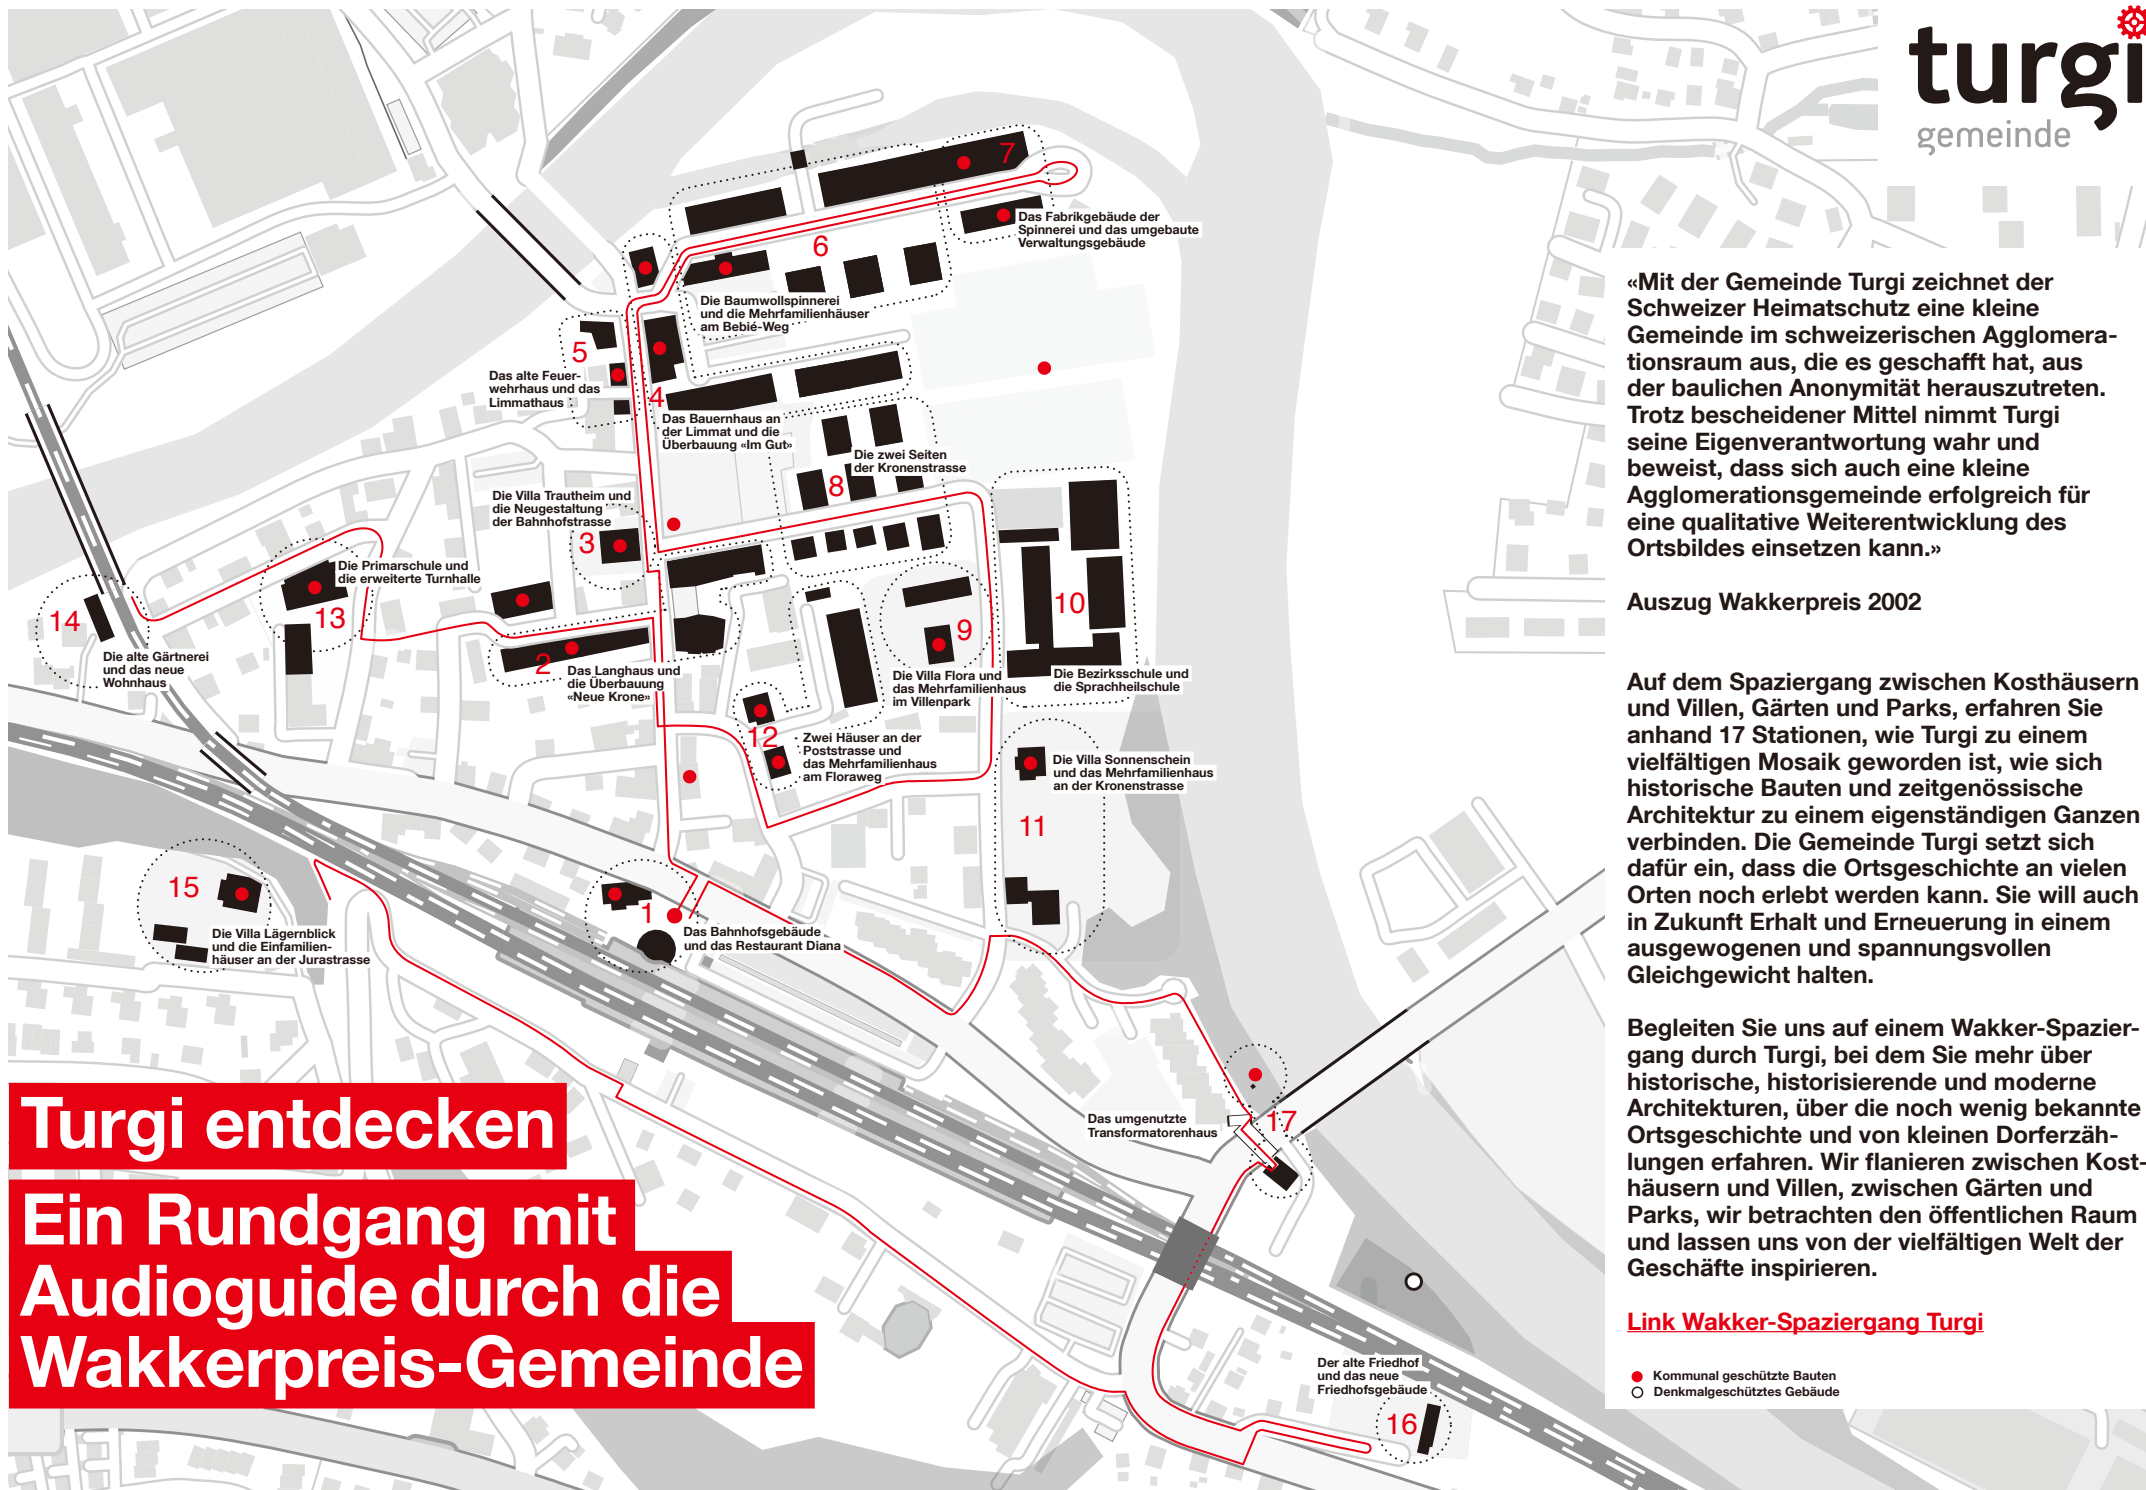 turgi
gemeinde
7
Das Fabrikgebäude der
Spinnerei und das umgebaute
Verwaltungsgebäude
6
Die Baumwollspinnerei
und die Mehrfamilienhäuser
am Bebié-Weg
5
Das alte Feuer-
wehrhaus und das
Limmathaus
4
Das Bauernhaus an
der Limmat und die
Überbauung «Im Gut»
Die zwei Seiten
der Kronenstrasse
8
Die Villa Trautheim und
die Neugestaltung
der Bahnhofstrasse
3
Die Primarschule und
die erweiterte Turnhalle
13
14
Die alte Gärtnerei
und das neue
Wohnhaus
2
Das Langhaus und
die Überbauung
«Neue Krone»
9
Die Villa Flora und
das Mehrfamilienhaus
im Villenpark
10
Die Bezirksschule und
die Sprachheilschule
12
Zwei Häuser an der
Poststrasse und
das Mehrfamilienhaus
am Floraweg
Die Villa Sonnenschein
und das Mehrfamilienhaus
an der Kronenstrasse
11
15
Die Villa Lägernblick
und die Einfamilien-
häuser an der Jurastrasse
1
Das Bahnhofsgebäude
und das Restaurant Diana
Das umgenutzte
Transformatorenhaus
17
Der alte Friedhof
und das neue
Friedhofsgebäude
16
Turgi entdecken
Ein Rundgang mit
Audioguide durch die
Wakkerpreis-Gemeinde
«Mit der Gemeinde Turgi zeichnet der
Schweizer Heimatschutz eine kleine
Gemeinde im schweizerischen Agglomera-
tionsraum aus, die es geschafft hat, aus
der baulichen Anonymität herauszutreten.
Trotz bescheidener Mittel nimmt Turgi
seine Eigenverantwortung wahr und
beweist, dass sich auch eine kleine
Agglomerationsgemeinde erfolgreich für
eine qualitative Weiterentwicklung des
Ortsbildes einsetzen kann.»
Auszug Wakkerpreis 2002
Auf dem Spaziergang zwischen Kosthäusern
und Villen, Gärten und Parks, erfahren Sie
anhand 17 Stationen, wie Turgi zu einem
vielfältigen Mosaik geworden ist, wie sich
historische Bauten und zeitgenössische
Architektur zu einem eigenständigen Ganzen
verbinden. Die Gemeinde Turgi setzt sich
dafür ein, dass die Ortsgeschichte an vielen
Orten noch erlebt werden kann. Sie will auch
in Zukunft Erhalt und Erneuerung in einem
ausgewogenen und spannungsvollen
Gleichgewicht halten.
Begleiten Sie uns auf einem Wakker-Spazier-
gang durch Turgi, bei dem Sie mehr über
historische, historisierende und moderne
Architekturen, über die noch wenig bekannte
Ortsgeschichte und von kleinen Dorferzäh-
lungen erfahren. Wir flanieren zwischen Kost-
häusern und Villen, zwischen Gärten und
Parks, wir betrachten den öffentlichen Raum
und lassen uns von der vielfältigen Welt der
Geschäfte inspirieren.
Link Wakker-Spaziergang Turgi
Kommunal geschützte Bauten
Denkmalgeschütztes Gebäude